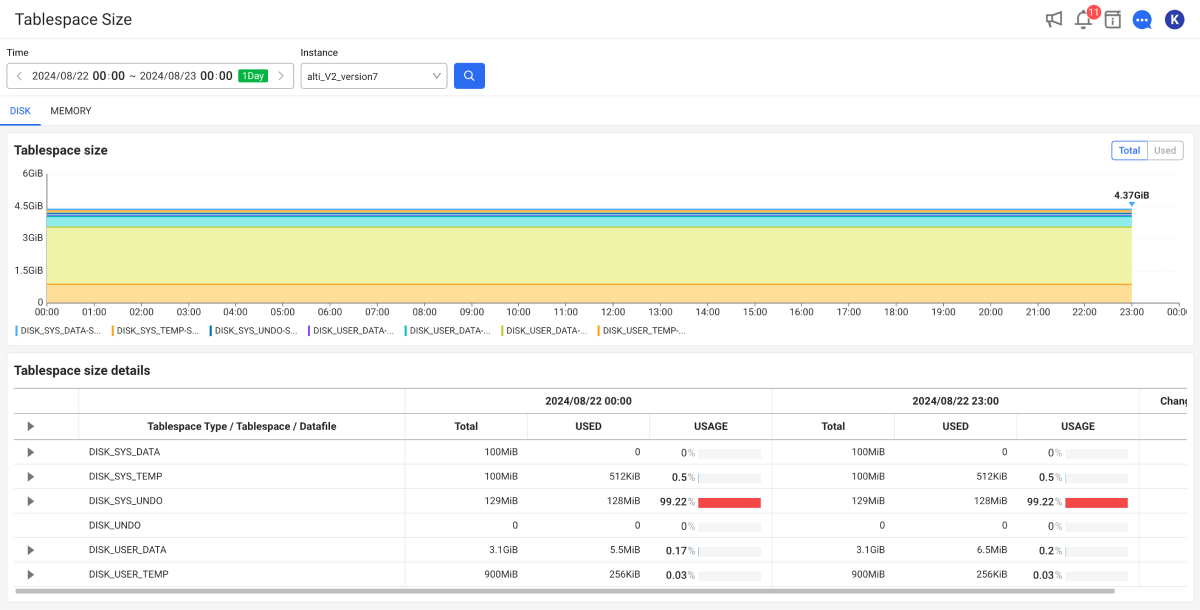 Tablespace Size
11
K
Time
Instance
2024/08/22 00:00 ~ 2024/08/23 00:00 1Day
alti_V2_version7
DISK MEMORY
Tablespace size
Total Used
6GiB
4.37GiB
4.5GiB
3GiB
1.5GiB
0
00:00 01:00 02:00 03:00 04:00 05:00 06:00 07:00 08:00 09:00 10:00 11:00 12:00 13:00 14:00 15:00 16:00 17:00 18:00 19:00 20:00 21:00 22:00 23:00 00:0
DISK_SYS_DATA-S... DISK_SYS_TEMP-S... DISK_SYS_UNDO-S... DISK_USER_DATA-... DISK_USER_DATA-... DISK_USER_DATA-... DISK_USER_TEMP-...
Tablespace size details
2024/08/22 00:00 2024/08/22 23:00 Chang
Tablespace Type / Tablespace / Datafile Total USED USAGE Total USED USAGE
DISK_SYS_DATA 100MiB 0 0% 100MiB 0 0%
DISK_SYS_TEMP 100MiB 512KiB 0.5% 100MiB 512KiB 0.5%
DISK_SYS_UNDO 129MiB 128MiB 99.22% 129MiB 128MiB 99.22%
DISK_UNDO 0 0 0% 0 0 0%
DISK_USER_DATA 3.1GiB 5.5MiB 0.17% 3.1GiB 6.5MiB 0.2%
DISK_USER_TEMP 900MiB 256KiB 0.03% 900MiB 256KiB 0.03%